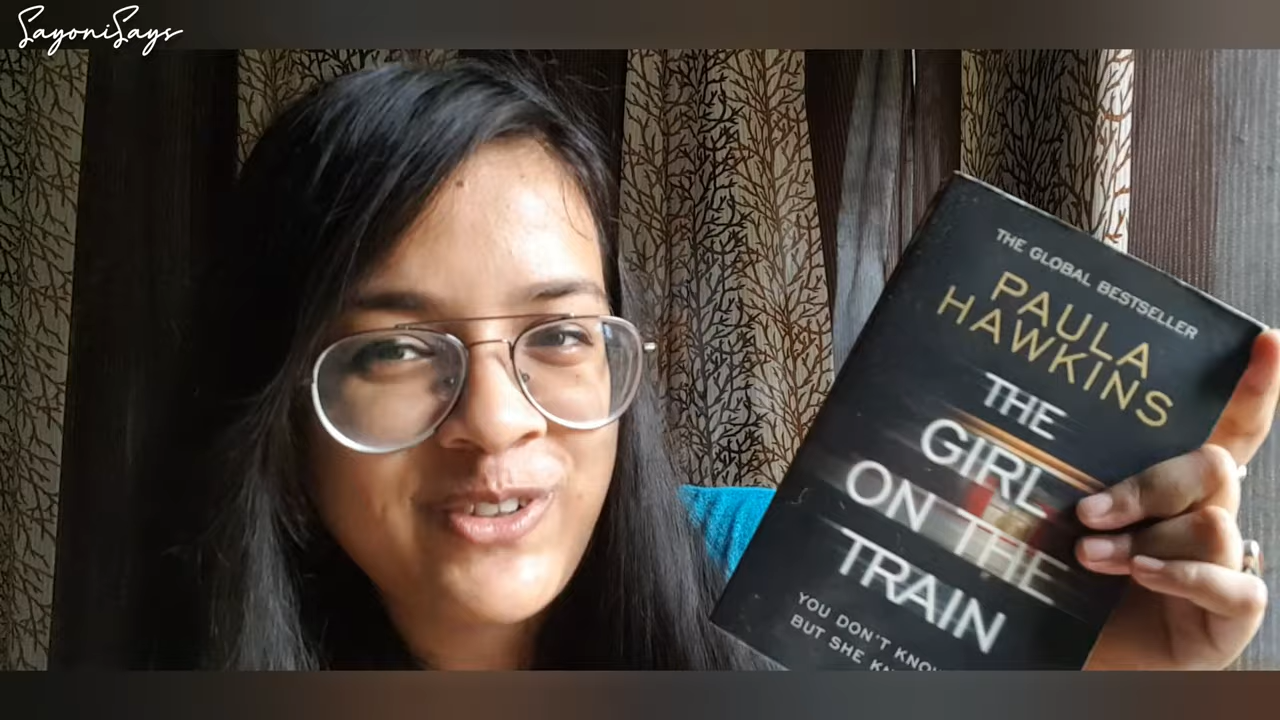 SayoniSays
THE GLOBAL BESTSELLER
PAULA
HAWKINS
THE
GIRL
ON THE
TRAIN
YOU DON'T
BUT SHE